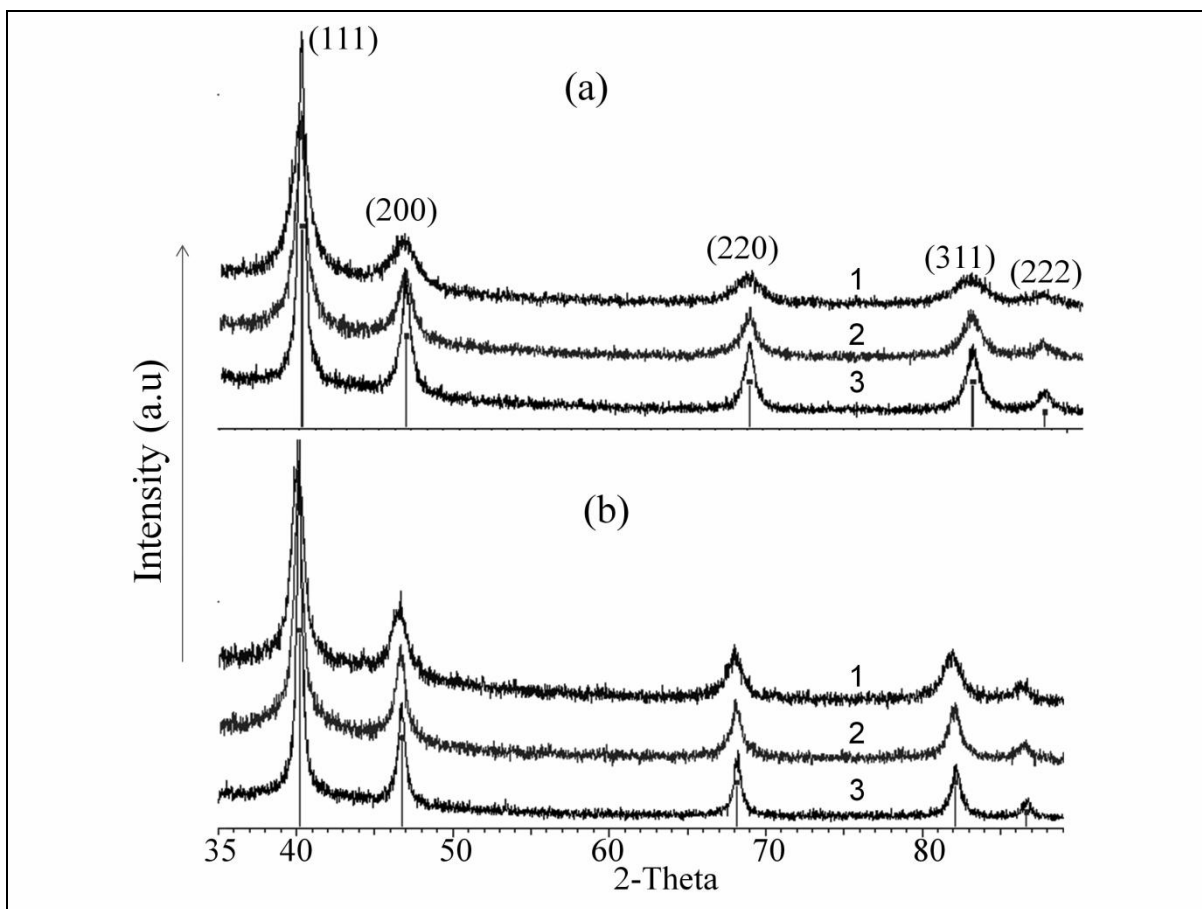 (111)
(a)
(200)
(220)
(311)
(222)
1
2
3
Intensity (a.u)
(b)
1
2
3
35 40 50 60 70 80
2-Theta